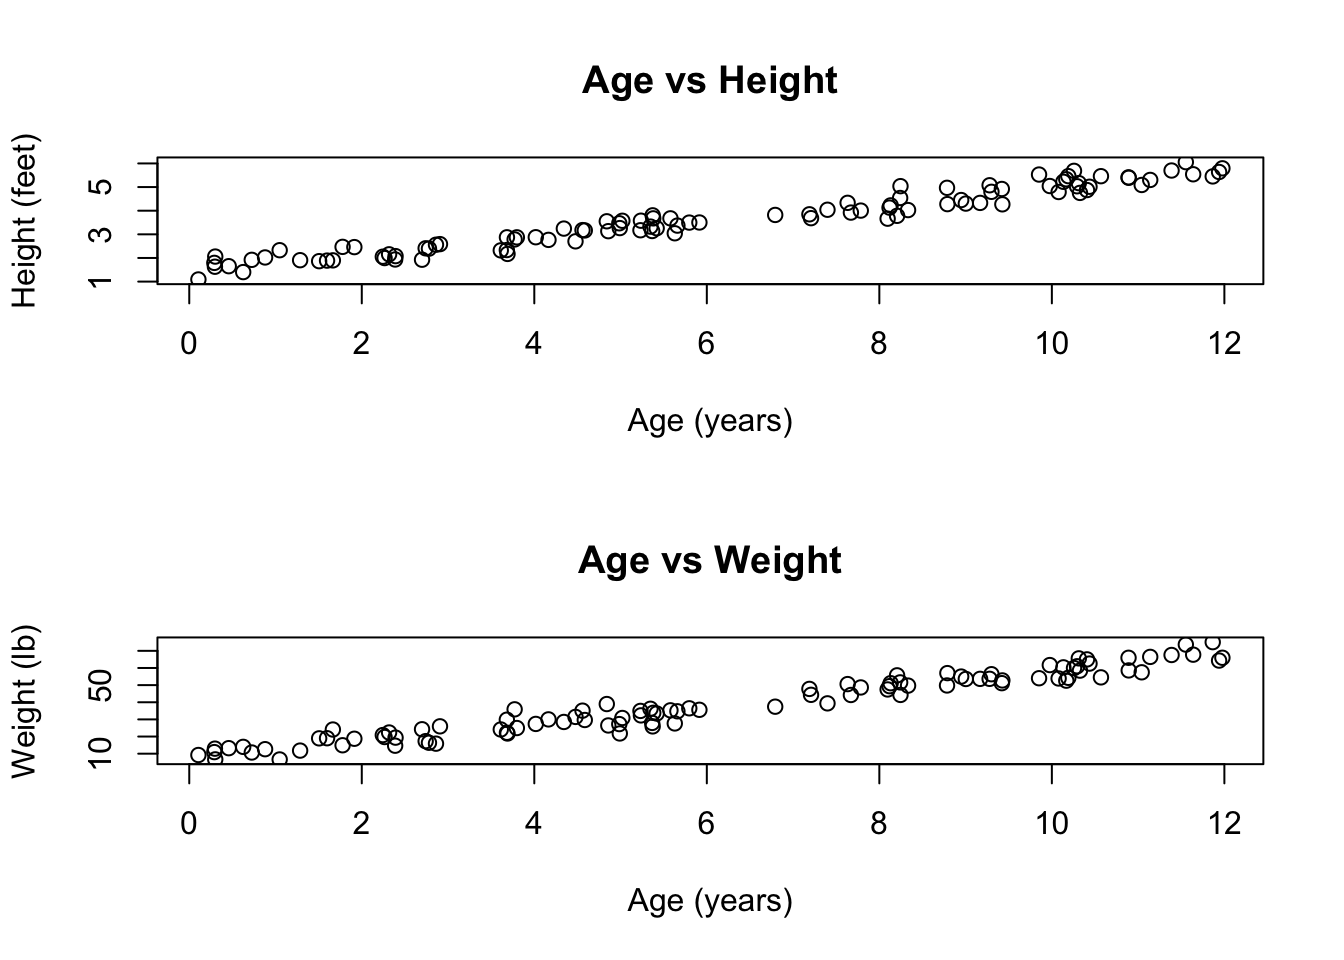 Age vs Height
Height (feet)
5
3
1
0 2 4 6 8 10 12
Age (years)
Age vs Weight
Weight (lb)
50
10
0 2 4 6 8 10 12
Age (years)